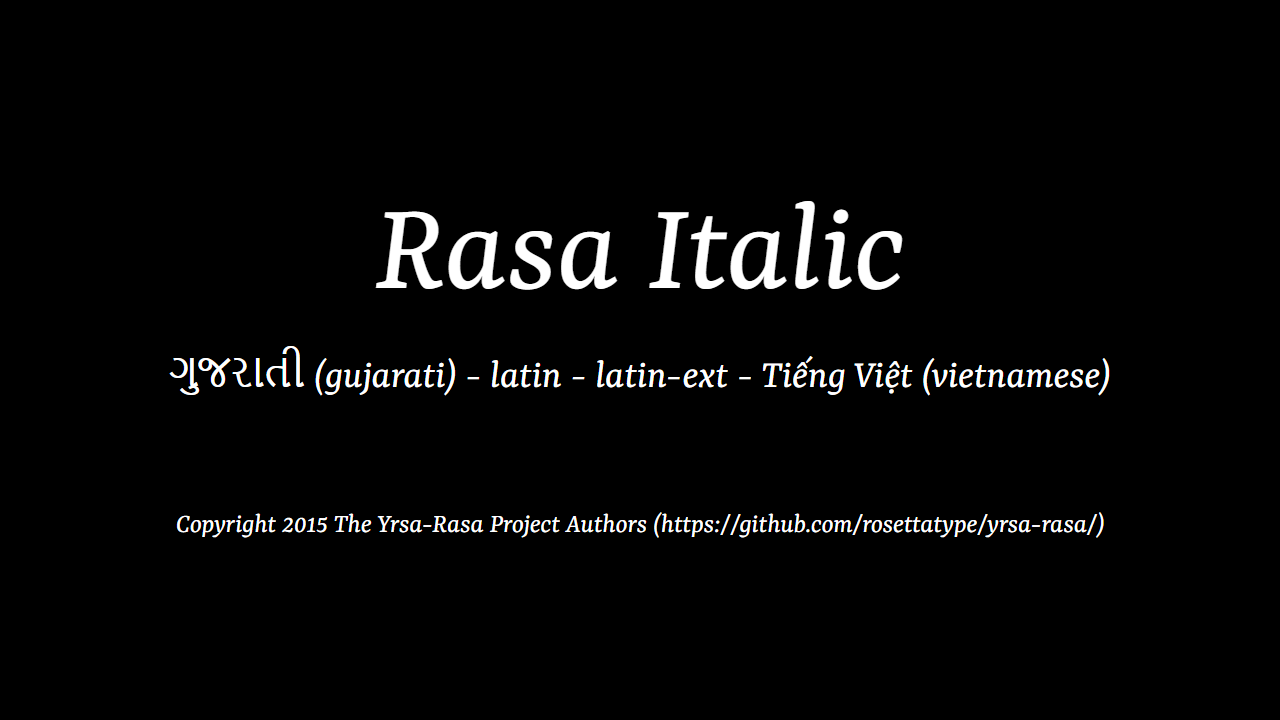 Rasa Italic
ગુજરાતી (gujarati) - latin - latin-ext - Tiếng Việt (vietnamese)
Copyright 2015 The Yrsa-Rasa Project Authors (https://github.com/rosettatype/yrsa-rasa/)